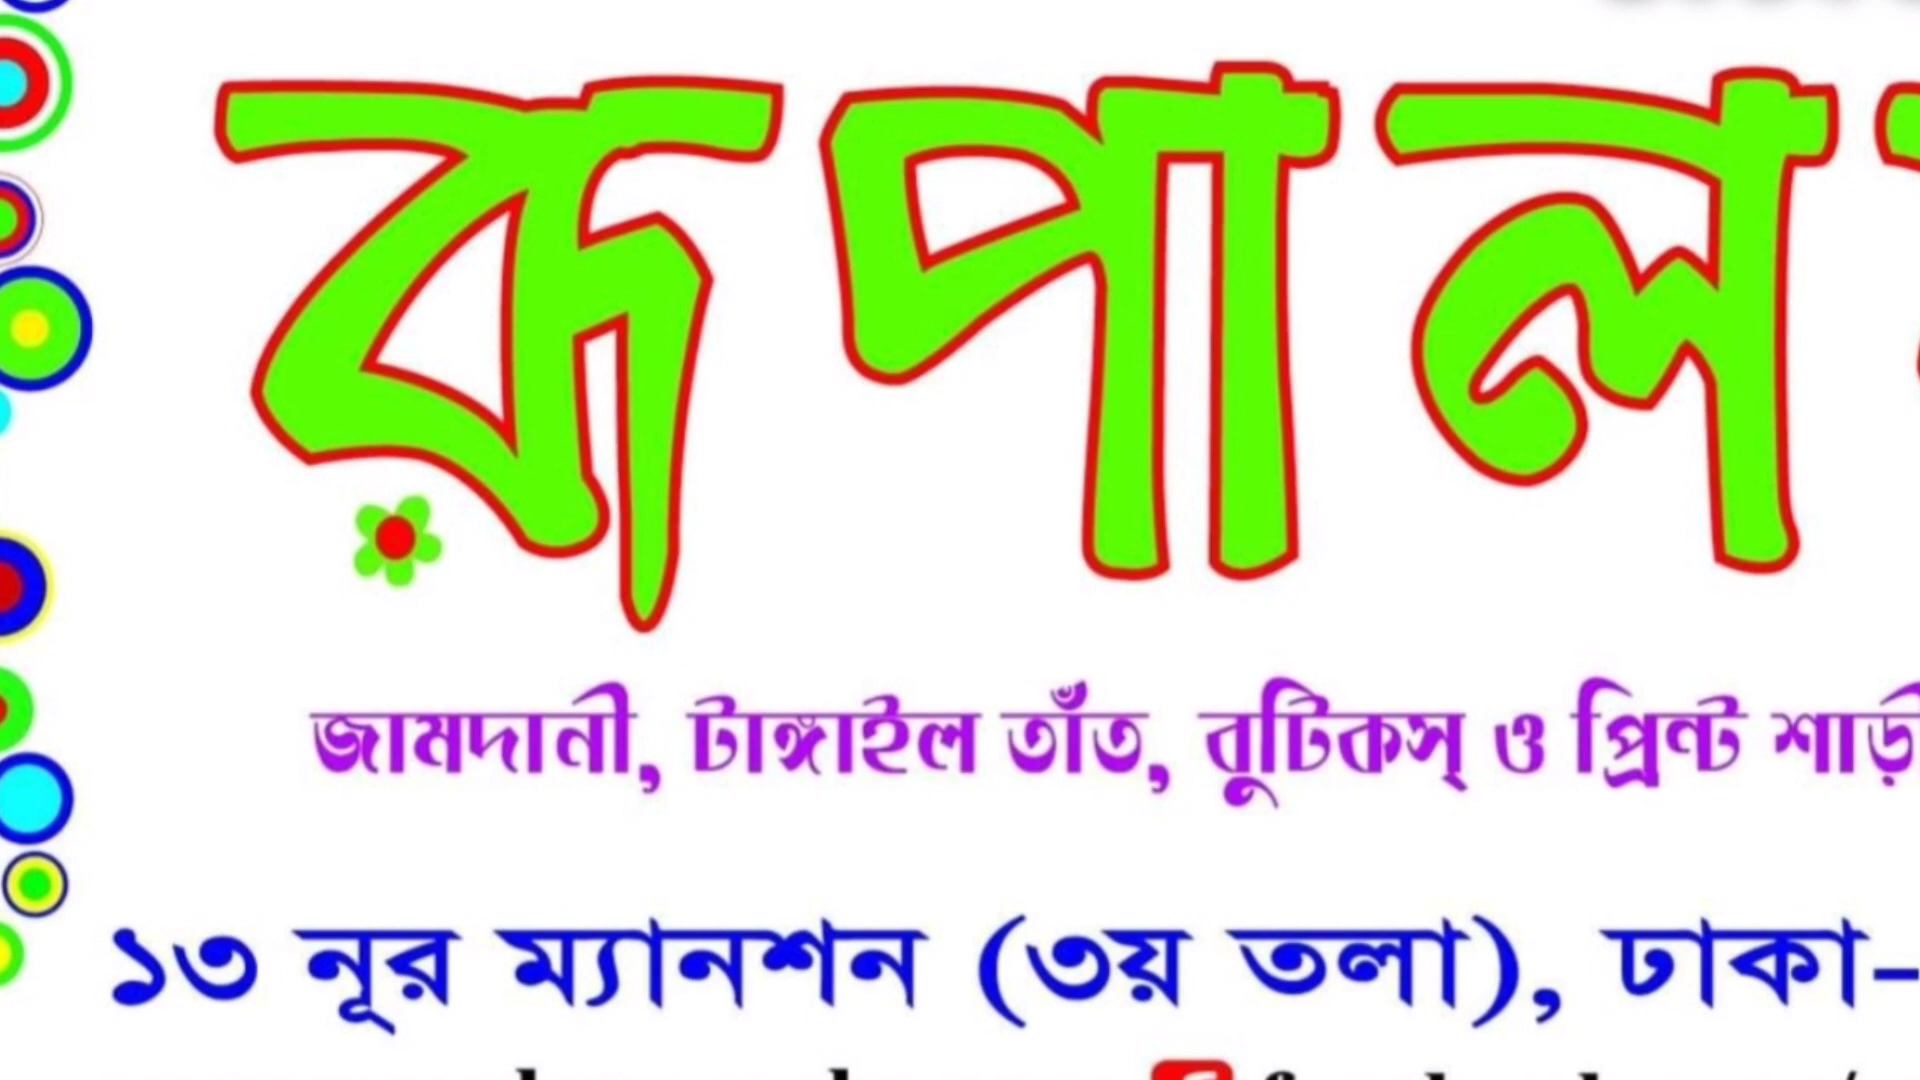 রূপাল
জামদানী, টাঙ্গাইল তাঁত, বুটিকস্ ও প্রিন্ট শাড়ী
১৩ নূর ম্যানশন (৩য় তলা), ঢাকা-